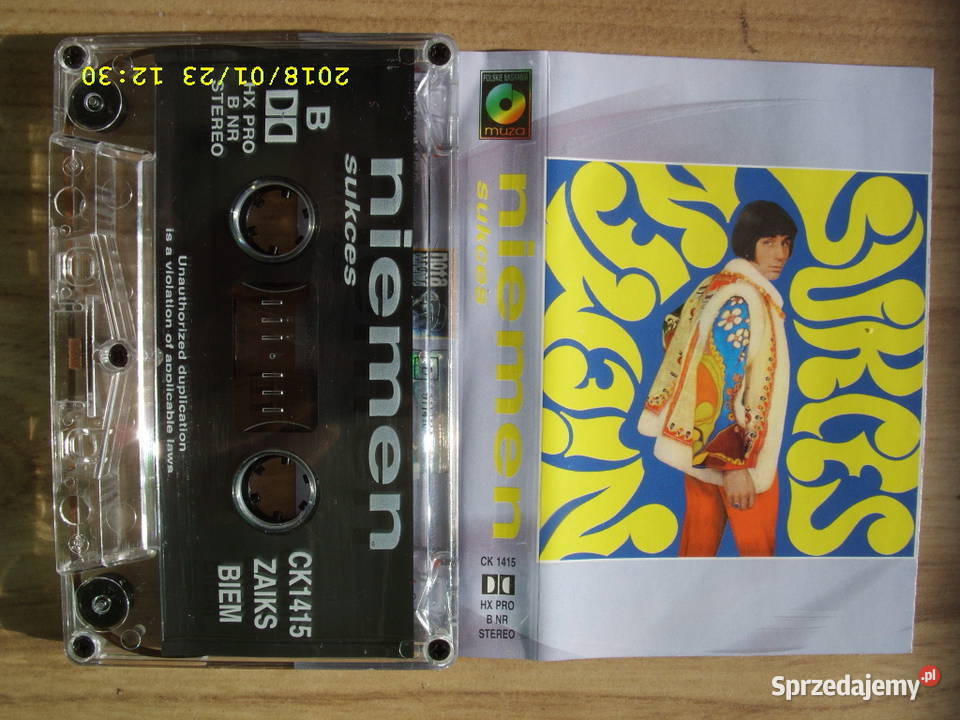 2018/01/23 12:30
B
HX PRO
B NR
STEREO
niemen
sukces
Unauthorized duplication
is a violation of applicable laws
CK1415
ZAIKS
BIEM
POLSKIE NAGRANIA
muza
niemen
sukces
CK 1415
HX PRO
B NR
STEREO
NIEMEN
SUKCES
Sprzedajemy.pl